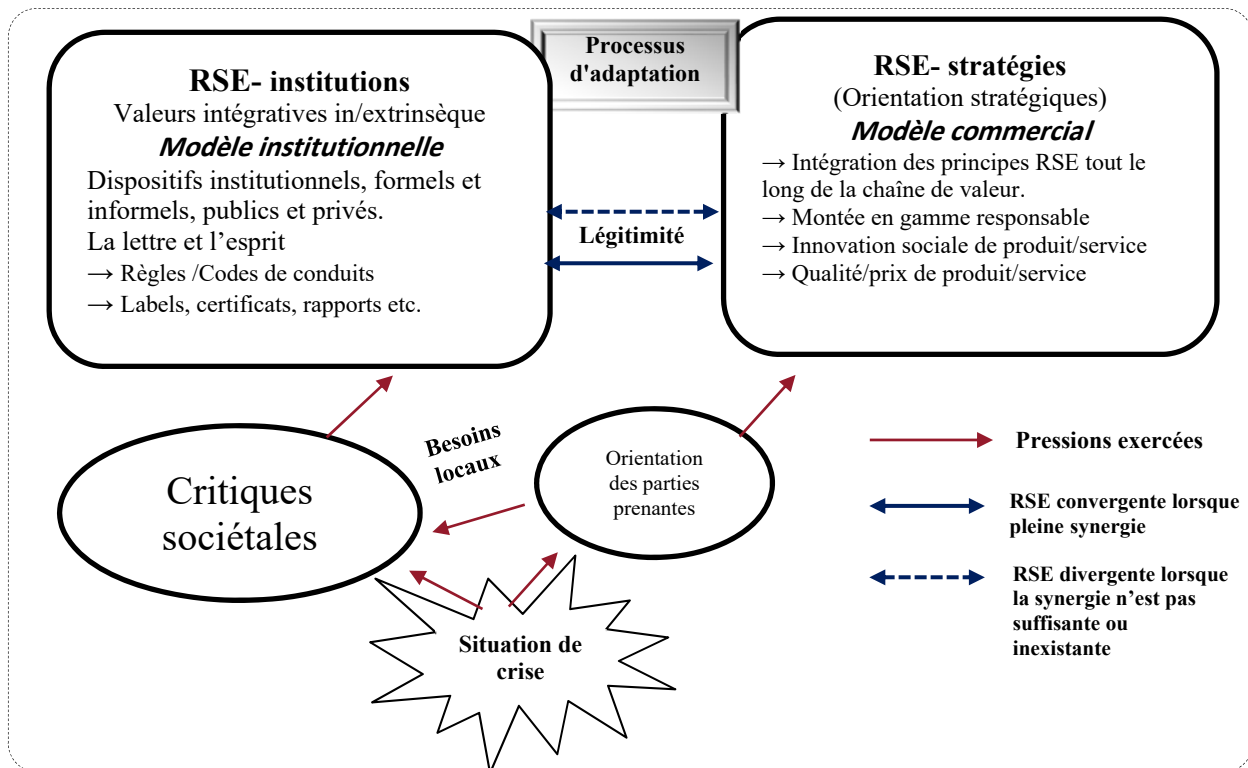 Processus
d'adaptation
RSE- institutions
Valeurs intégratives in/extrinsèque
Modèle institutionnelle
Dispositifs institutionnels, formels et
informels, publics et privés.
La lettre et l’esprit
→ Règles /Codes de conduits
→ Labels, certificats, rapports etc.
Légitimité
RSE- stratégies
(Orientation stratégiques)
Modèle commercial
→ Intégration des principes RSE tout le
long de la chaîne de valeur.
→ Montée en gamme responsable
→ Innovation sociale de produit/service
→ Qualité/prix de produit/service
Critiques
sociétales
Besoins
locaux
Orientation
des parties
prenantes
Situation de
crise
Pressions exercées
RSE convergente lorsque
pleine synergie
RSE divergente lorsque
la synergie n’est pas
suffisante ou
inexistante